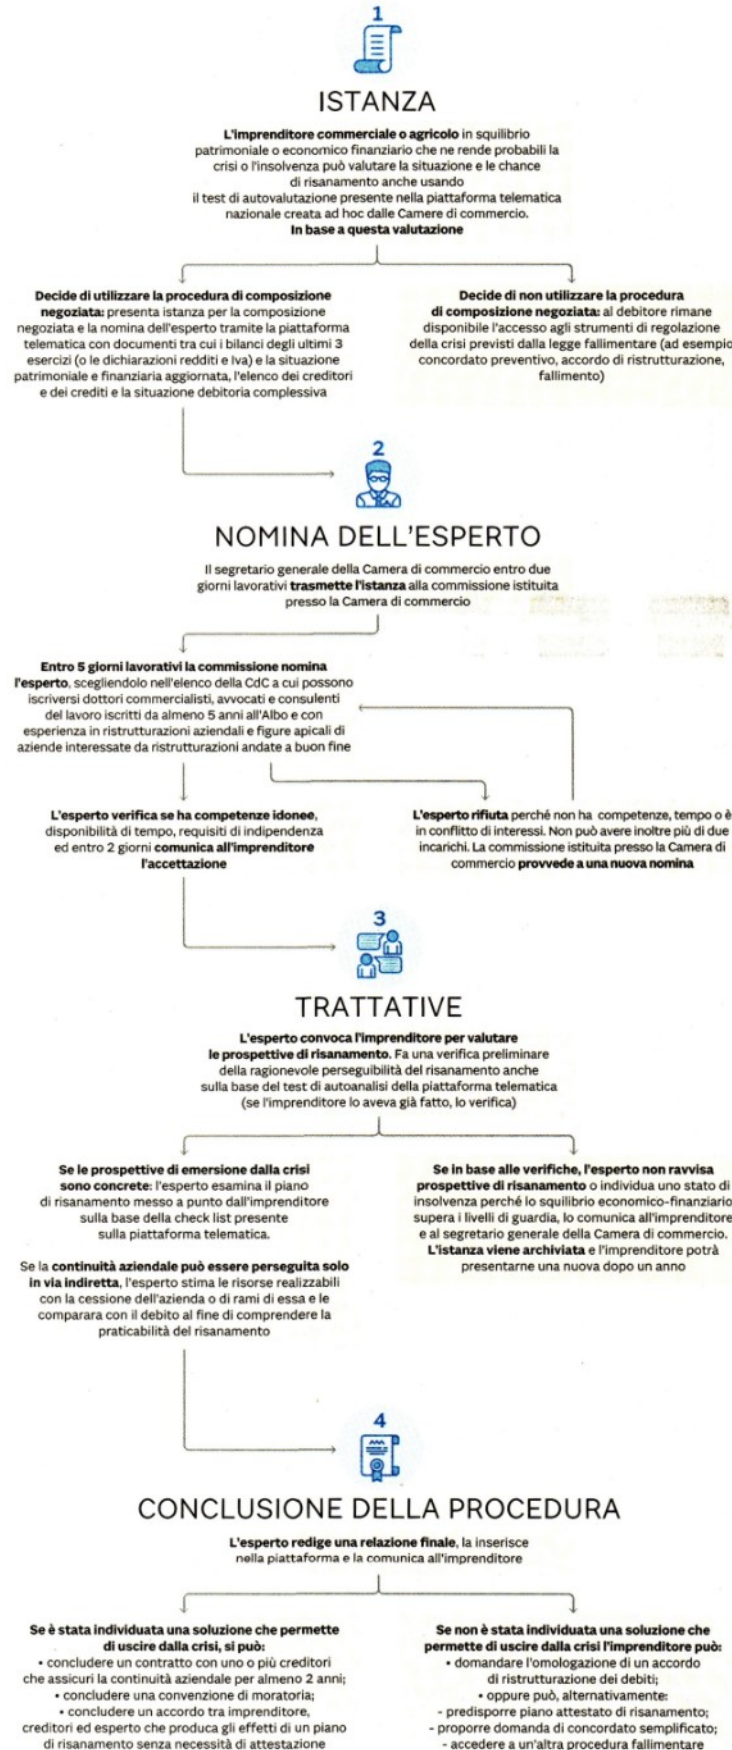 1
ISTANZA
L'imprenditore commerciale o agricolo in squilibrio
patrimoniale o economico finanziario che ne rende probabili la
crisi o l'insolvenza può valutare la situazione e le chance
di risanamento anche usando
il test di autovalutazione presente nella piattaforma telematica
nazionale creata ad hoc dalle Camere di commercio.
In base a questa valutazione
Decide di utilizzare la procedura di composizione
negoziata: presenta istanza per la composizione
negoziata e la nomina dell'esperto tramite la piattaforma
telematica con documenti tra cui i bilanci degli ultimi 3
esercizi (o le dichiarazioni redditi e Iva) e la situazione
patrimoniale e finanziaria aggiornata, l'elenco dei creditori
e dei crediti e la situazione debitoria complessiva
Decide di non utilizzare la procedura
di composizione negoziata: al debitore rimane
disponibile l'accesso agli strumenti di regolazione
della crisi previsti dalla legge fallimentare (ad esempio
concordato preventivo, accordo di ristrutturazione,
fallimento)
2
NOMINA DELL'ESPERTO
Il segretario generale della Camera di commercio entro due
giorni lavorativi trasmette l'istanza alla commissione istituita
presso la Camera di commercio
Entro 5 giorni lavorativi la commissione nomina
l'esperto, scegliendolo nell'elenco della CdC a cui possono
iscriversi dottori commercialisti, avvocati e consulenti
del lavoro iscritti da almeno 5 anni all'Albo e con
esperienza in ristrutturazioni aziendali e figure apicali di
aziende interessate da ristrutturazioni andate a buon fine
L'esperto verifica se ha competenze idonee,
disponibilità di tempo, requisiti di indipendenza
ed entro 2 giorni comunica all'imprenditore
l'accettazione
L'esperto rifiuta perché non ha competenze, tempo o è
in conflitto di interessi. Non può avere inoltre più di due
incarichi. La commissione istituita presso la Camera di
commercio provvede a una nuova nomina
3
TRATTATIVE
L'esperto convoca l'imprenditore per valutare
le prospettive di risanamento. Fa una verifica preliminare
della ragionevole perseguibilità del risanamento anche
sulla base del test di autoanalisi della piattaforma telematica
(se l'imprenditore lo aveva già fatto, lo verifica)
Se le prospettive di emersione dalla crisi
sono concrete: l'esperto esamina il piano
di risanamento messo a punto dall'imprenditore
sulla base della check list presente
sulla piattaforma telematica.
Se la continuità aziendale può essere perseguita solo
in via indiretta, l'esperto stima le risorse realizzabili
con la cessione dell'azienda o di rami di essa e le
comparara con il debito al fine di comprendere la
praticabilità del risanamento
Se in base alle verifiche, l'esperto non ravvisa
prospettive di risanamento o individua uno stato di
insolvenza perché lo squilibrio economico-finanziario
supera i livelli di guardia, lo comunica all'imprenditore
e al segretario generale della Camera di commercio.
L'istanza viene archiviata e l'imprenditore potrà
presentarne una nuova dopo un anno
4
CONCLUSIONE DELLA PROCEDURA
L'esperto redige una relazione finale, la inserisce
nella piattaforma e la comunica all'imprenditore
Se è stata individuata una soluzione che permette
di uscire dalla crisi, si può:
• concludere un contratto con uno o più creditori
che assicuri la continuità aziendale per almeno 2 anni;
• concludere una convenzione di moratoria;
• concludere un accordo tra imprenditore,
creditori ed esperto che produca gli effetti di un piano
di risanamento senza necessità di attestazione
Se non è stata individuata una soluzione che
permette di uscire dalla crisi l'imprenditore può:
• domandare l'omologazione di un accordo
di ristrutturazione dei debiti;
• oppure può, alternativamente:
- predisporre piano attestato di risanamento;
- proporre domanda di concordato semplificato;
- accedere a un'altra procedura fallimentare